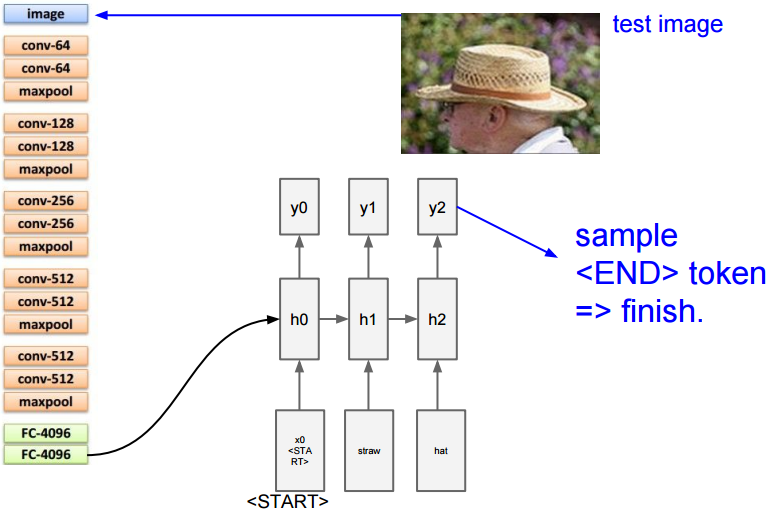 image
conv-64
conv-64
maxpool
conv-128
conv-128
maxpool
conv-256
conv-256
maxpool
conv-512
conv-512
maxpool
conv-512
conv-512
maxpool
FC-4096
FC-4096
test image
y0
y1
y2
sample
<END> token
=> finish.
h0
h1
h2
x0
<STA
RT>
straw
hat
<START>